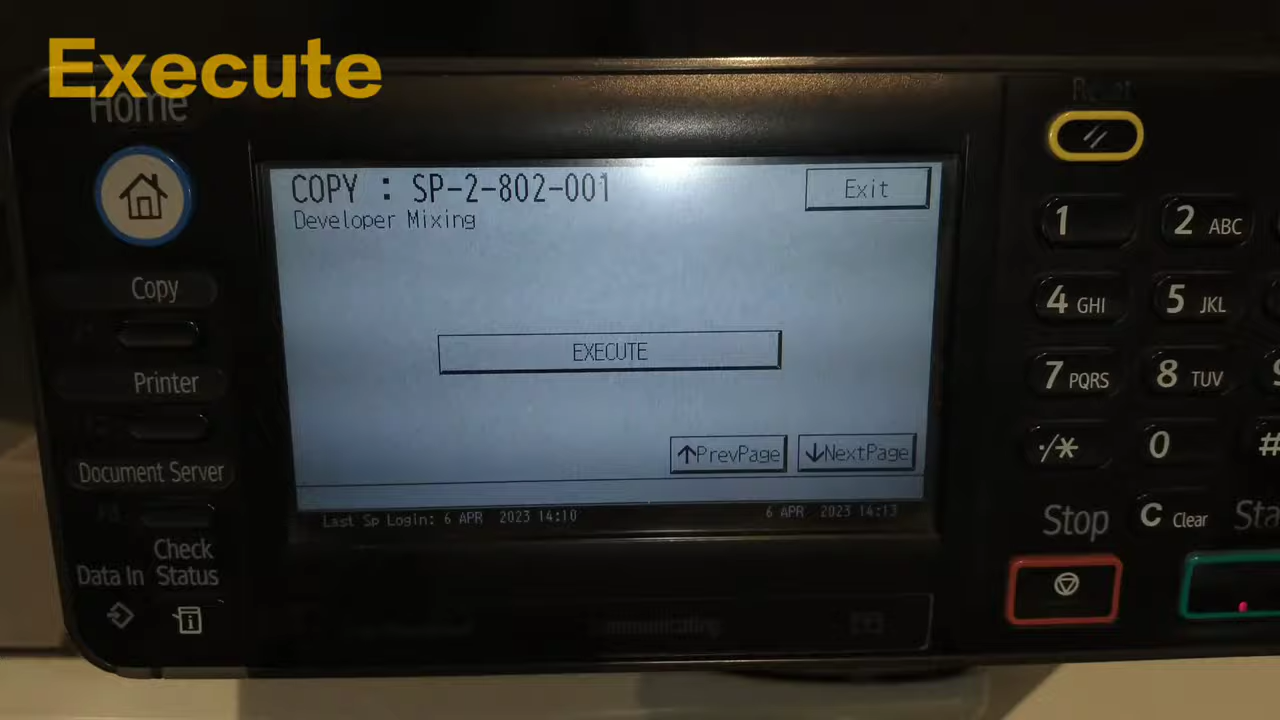 Execute
Home
Reset
COPY : SP-2-802-001
Exit
Developer Mixing
1
2 ABC
Copy
4 GHI
5 JKL
EXECUTE
Printer
7 PQRS
8 TUV
↑PrevPage
↓NextPage
./*
0
#
Document Server
Last Sp Login: 6 APR 2023 14:10
6 APR 2023 14:13
Stop
C Clear
Check
Data In Status